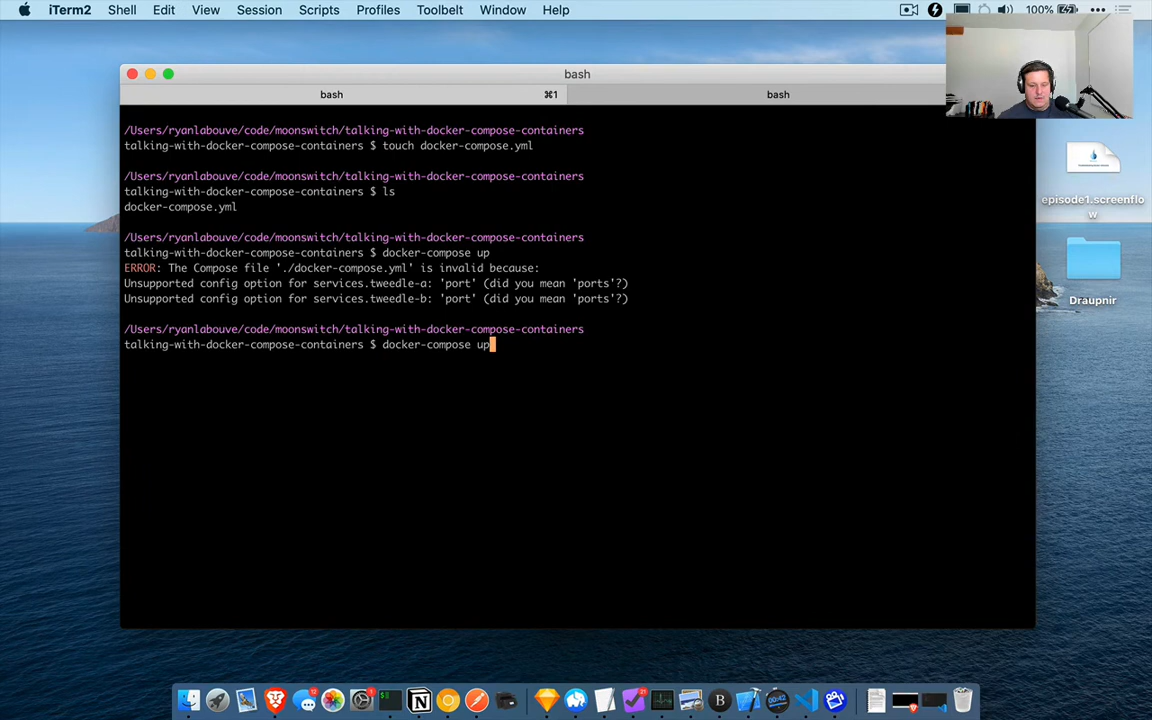 iTerm2 Shell Edit View Session Scripts Profiles Toolbelt Window Help 100%
bash
bash ⌘1 bash
/Users/ryanlabouve/code/moonswitch/talking-with-docker-compose-containers
talking-with-docker-compose-containers $ touch docker-compose.yml
/Users/ryanlabouve/code/moonswitch/talking-with-docker-compose-containers
talking-with-docker-compose-containers $ ls
docker-compose.yml
/Users/ryanlabouve/code/moonswitch/talking-with-docker-compose-containers
talking-with-docker-compose-containers $ docker-compose up
ERROR: The Compose file './docker-compose.yml' is invalid because:
Unsupported config option for services.tweedle-a: 'port' (did you mean 'ports'?)
Unsupported config option for services.tweedle-b: 'port' (did you mean 'ports'?)
/Users/ryanlabouve/code/moonswitch/talking-with-docker-compose-containers
talking-with-docker-compose-containers $ docker-compose up
episode1.screenflo
w
Draupnir